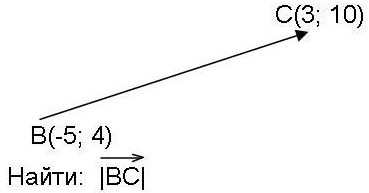 C(3; 10)
B(-5; 4)
Найти: |BC|